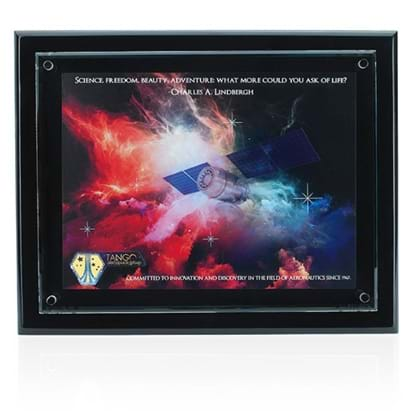 SCIENCE, FREEDOM, BEAUTY, ADVENTURE: WHAT MORE COULD YOU ASK OF LIFE?
-CHARLES A. LINDBERGH
TANGO
COMMITTED TO INNOVATION AND DISCOVERY IN THE FIELD OF AERONAUTICS SINCE